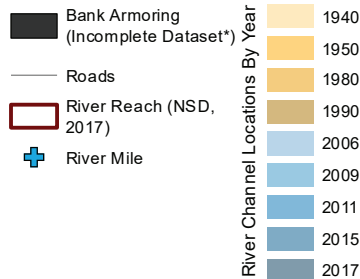 Bank Armoring
(Incomplete Dataset*)
Roads
River Reach (NSD,
2017)
River Mile
River Channel Locations By Year
1940
1950
1980
1990
2006
2009
2011
2015
2017